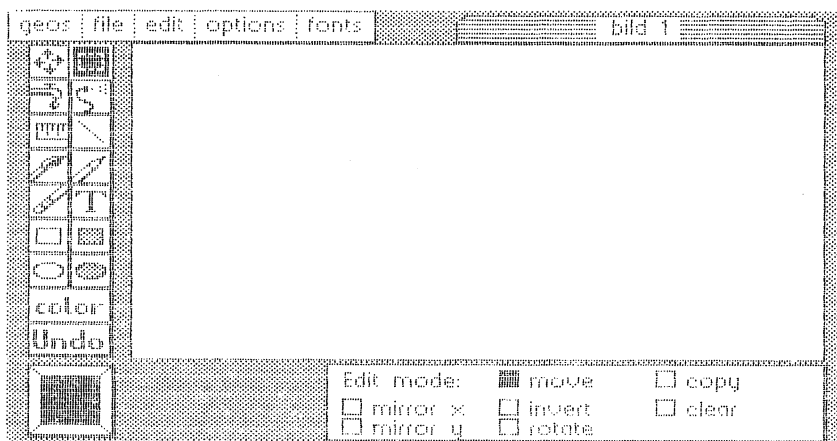 geos file edit options fonts
bild 1
T
color
Undo
Edit mode: move copy
mirror x invert clear
mirror y rotate